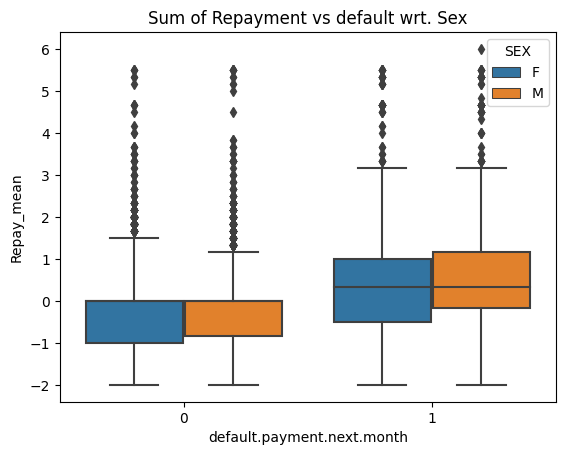 Sum of Repayment vs default wrt. Sex
SEX
F
M
Repay_mean
6
5
4
3
2
1
0
−1
−2
0
1
default.payment.next.month